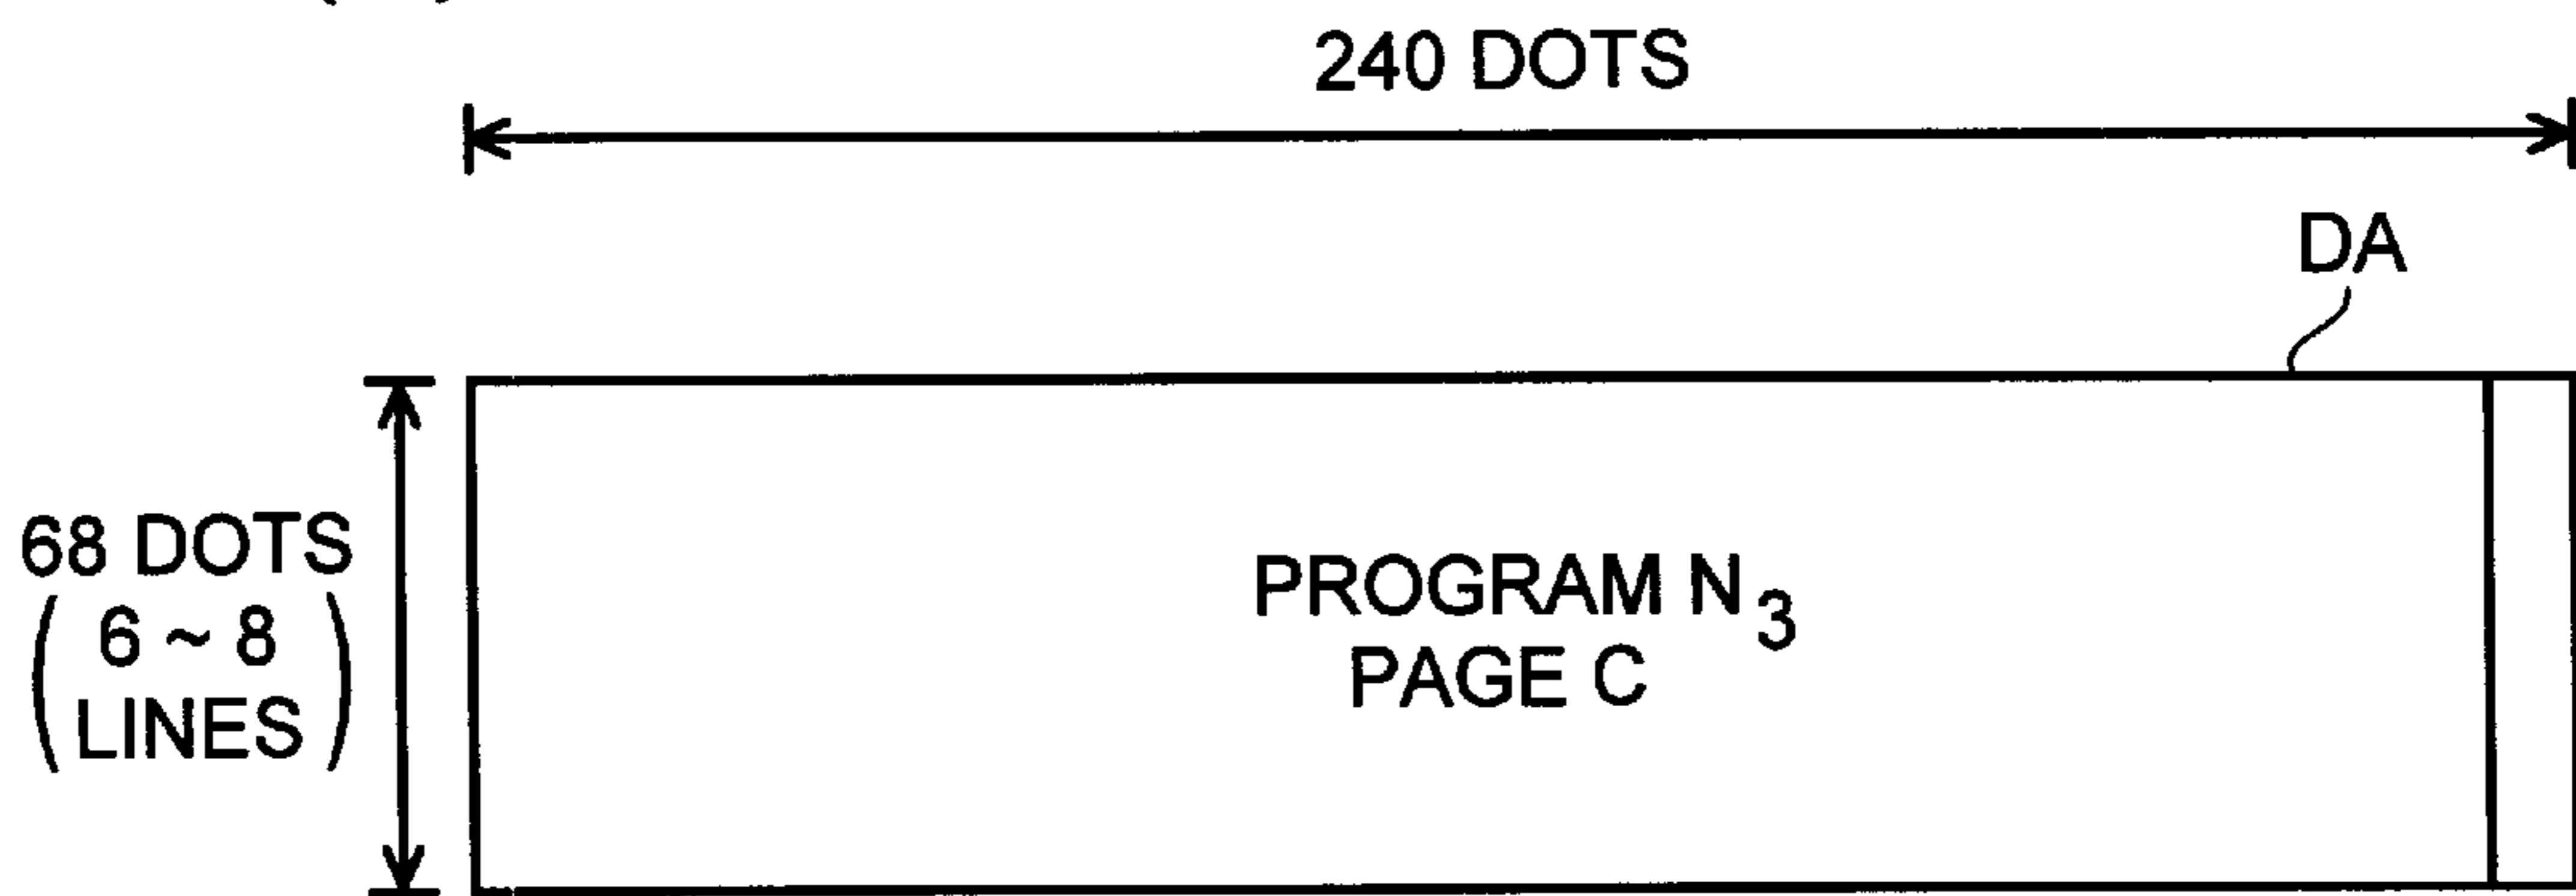 240 DOTS
DA
68 DOTS
( 6 ~ 8
LINES )
PROGRAM N3
PAGE C